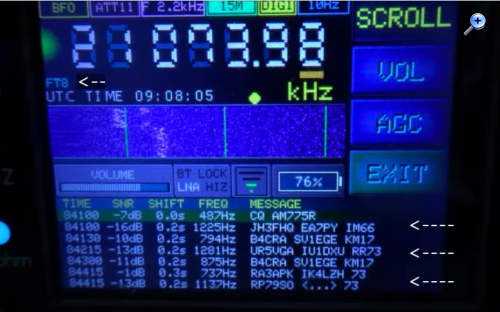 BFO ATT11 F 2.2kHz 15M DIGI 10Hz
SCROLL
21073.98
FT8 <--
kHz
UTC TIME 09:08:05
VOL
AGC
VOLUME
BT LOCK
LNA HIZ
76%
EXIT
TIME SNR SHIFT FREQ MESSAGE
84100 -7dB 0.0s 487Hz CQ AM775R
84100 -16dB 0.2s 1225Hz JH3FHQ EA7PY IM66 <----
84130 -10dB 0.2s 794Hz B4CRA SV1EGE KM17
84215 -13dB 0.2s 1281Hz UR5VGA IU1DXU RR73 <----
84300 -11dB 0.2s 875Hz B4CRA SV1EGE KM17
84415 -1dB 0.3s 737Hz RA3APK IK4LZH 73
84415 -13dB 0.2s 1137Hz RP79SO <...> 73 <----
Z
ohm